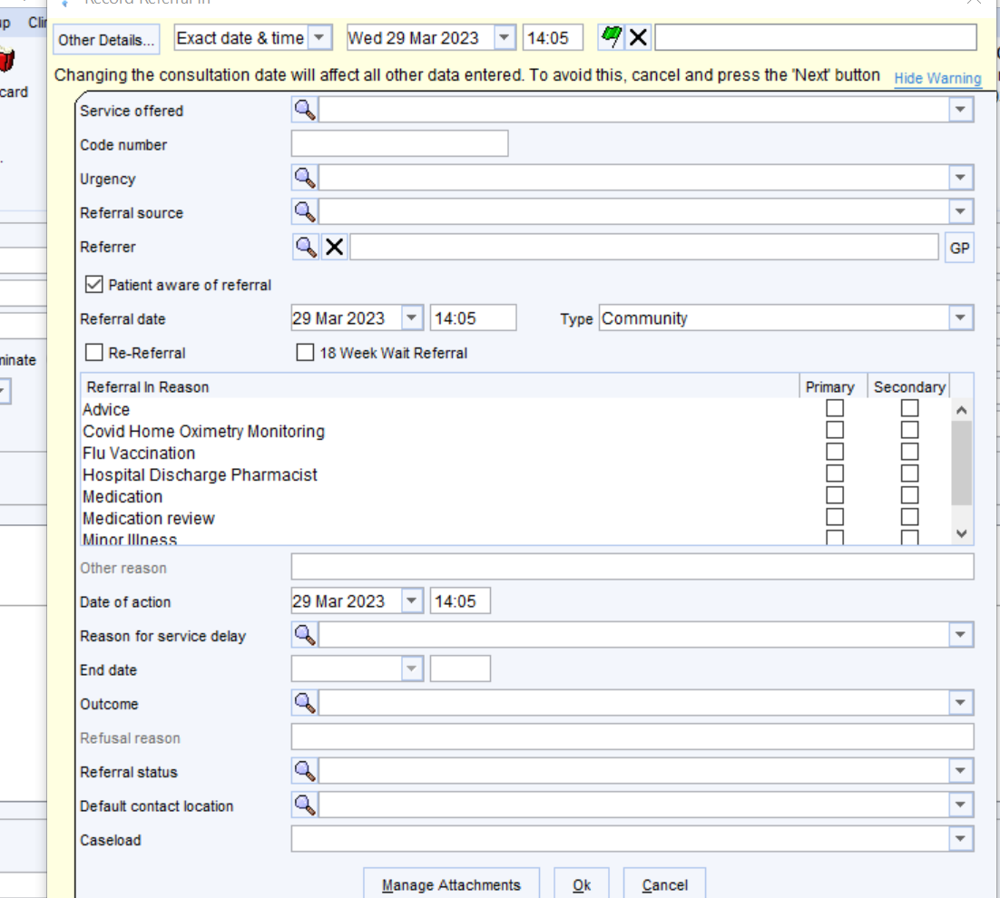 Record Referral In
up Clin
Other Details... Exact date & time Wed 29 Mar 2023 14:05
Changing the consultation date will affect all other data entered. To avoid this, cancel and press the 'Next' button Hide Warning
card
Service offered
Code number
Urgency
Referral source
Referrer GP
Patient aware of referral
Referral date 29 Mar 2023 14:05 Type Community
Re-Referral 18 Week Wait Referral
minate
Referral In Reason Primary Secondary
Advice
Covid Home Oximetry Monitoring
Flu Vaccination
Hospital Discharge Pharmacist
Medication
Medication review
Minor Illness
Other reason
Date of action 29 Mar 2023 14:05
Reason for service delay
End date
Outcome
Refusal reason
Referral status
Default contact location
Caseload
Manage Attachments Ok Cancel